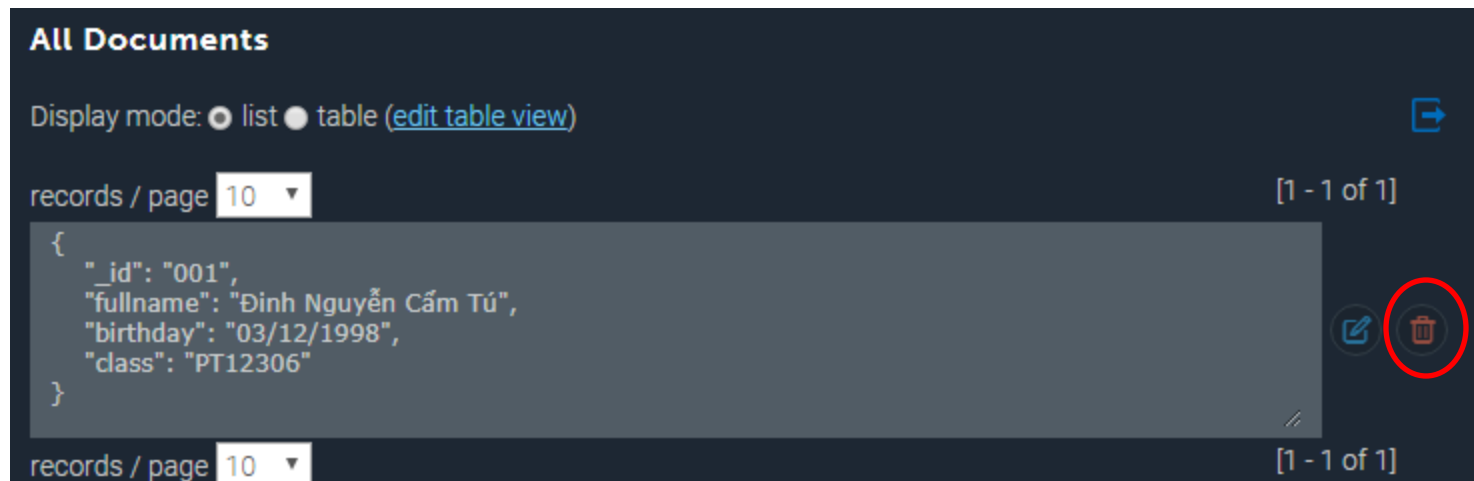 All Documents
Display mode: list table (edit table view)
records / page 10 [1 - 1 of 1]
{
"_id": "001",
"fullname": "Đinh Nguyễn Cẩm Tú",
"birthday": "03/12/1998",
"class": "PT12306"
}
records / page 10 [1 - 1 of 1]